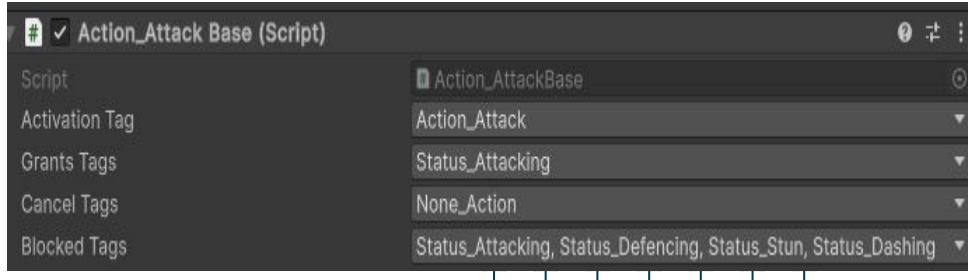 Action_Attack Base (Script)
Script Action_AttackBase
Activation Tag Action_Attack
Grants Tags Status_Attacking
Cancel Tags None_Action
Blocked Tags Status_Attacking, Status_Defencing, Status_Stun, Status_Dashing